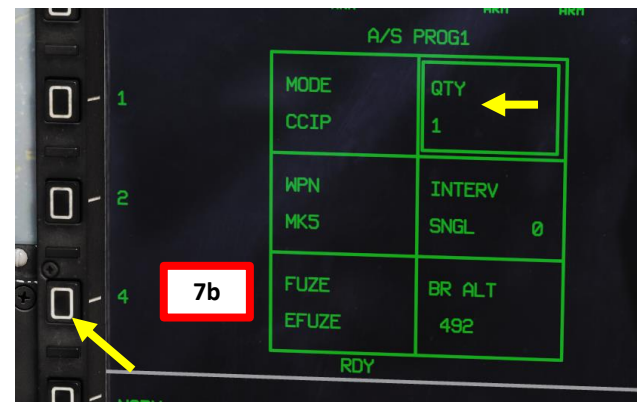 ARM
A/S PROG1
1
MODE
QTY
CCIP
1
2
WPN
INTERV
MK5
SNGL 0
4
7b
FUZE
BR ALT
EFUZE
492
RDY